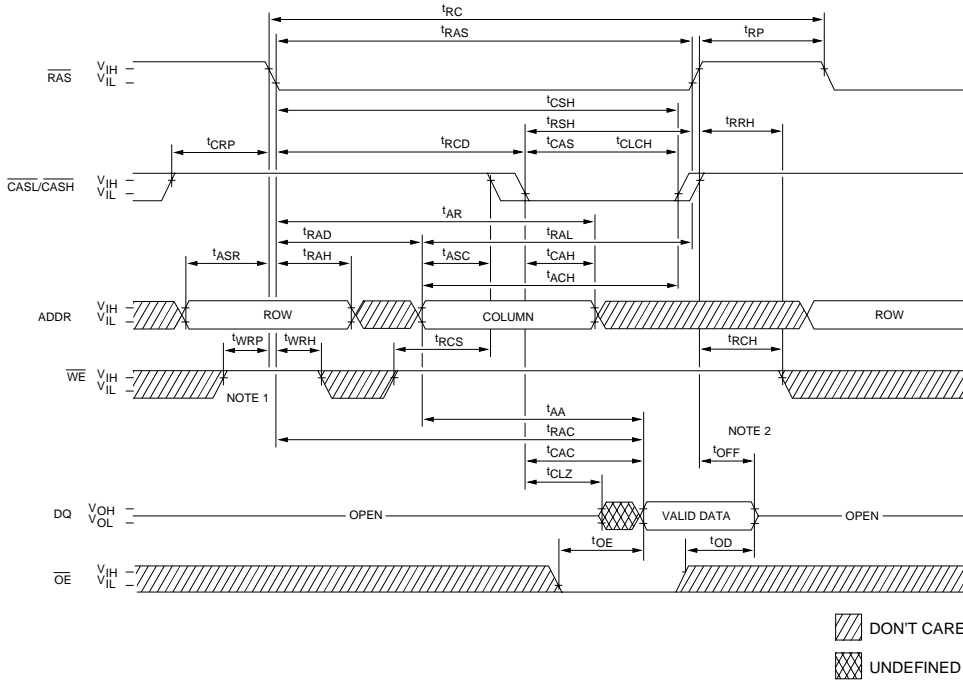 tRC
tRAS tRP
RAS VIH
VIL
tCSH
tRSH tRRH
tCRP tRCD tCAS tCLCH
CASL/CASH VIH
VIL
tAR
tRAD tRAL
tASR tRAH tASC tCAH
tACH
ADDR VIH
VIL
ROW COLUMN ROW
tWRP tWRH tRCS tRCH
WE VIH
VIL
NOTE 1
tAA
tRAC NOTE 2
tCAC tOFF
tCLZ
DQ VOH
VOL
OPEN VALID DATA OPEN
tOE tOD
OE VIH
VIL
DON'T CARE
UNDEFINED